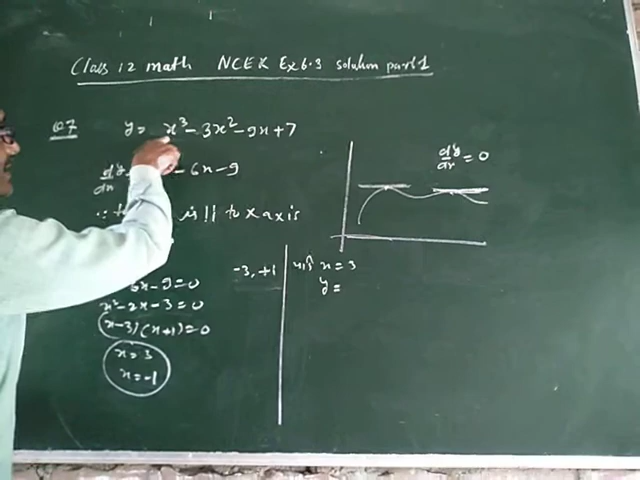 Class 12 math NCER Ex 6.3 solution part 1
Q7 y = x³ - 3x² - 9x + 7
dy/dx - 6x - 9
is || to x axis
6x - 9 = 0
x² - 2x - 3 = 0
(x-3)(x+1) = 0
x = 3
x = -1
-3, +1
x = 3
y =
dy/dx = 0